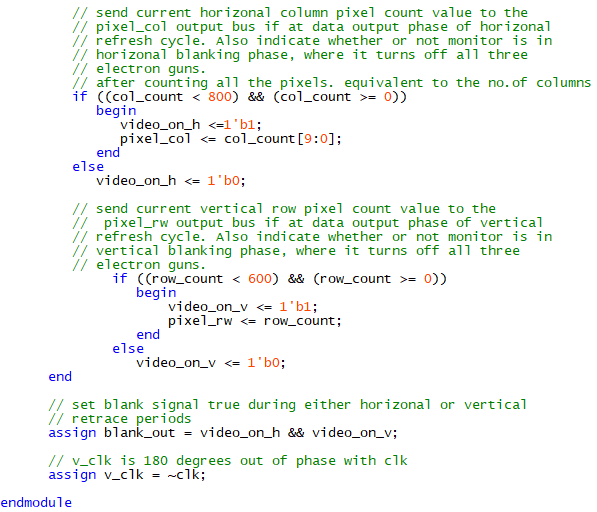 // send current horizonal column pixel count value to the
// pixel_col output bus if at data output phase of horizonal
// refresh cycle. Also indicate whether or not monitor is in
// horizonal blanking phase, where it turns off all three
// electron guns.
// after counting all the pixels. equivalent to the no.of columns
if ((col_count < 800) && (col_count >= 0))
begin
video_on_h <=1'b1;
pixel_col <= col_count[9:0];
end
else
video_on_h <= 1'b0;
// send current vertical row pixel count value to the
//  pixel_rw output bus if at data output phase of vertical
// refresh cycle. Also indicate whether or not monitor is in
// vertical blanking phase, where it turns off all three
// electron guns.
if ((row_count < 600) && (row_count >= 0))
begin
video_on_v <= 1'b1;
pixel_rw <= row_count;
end
else
video_on_v <= 1'b0;
end
// set blank signal true during either horizonal or vertical
// retrace periods
assign blank_out = video_on_h && video_on_v;
// v_clk is 180 degrees out of phase with clk
assign v_clk = ~clk;
endmodule